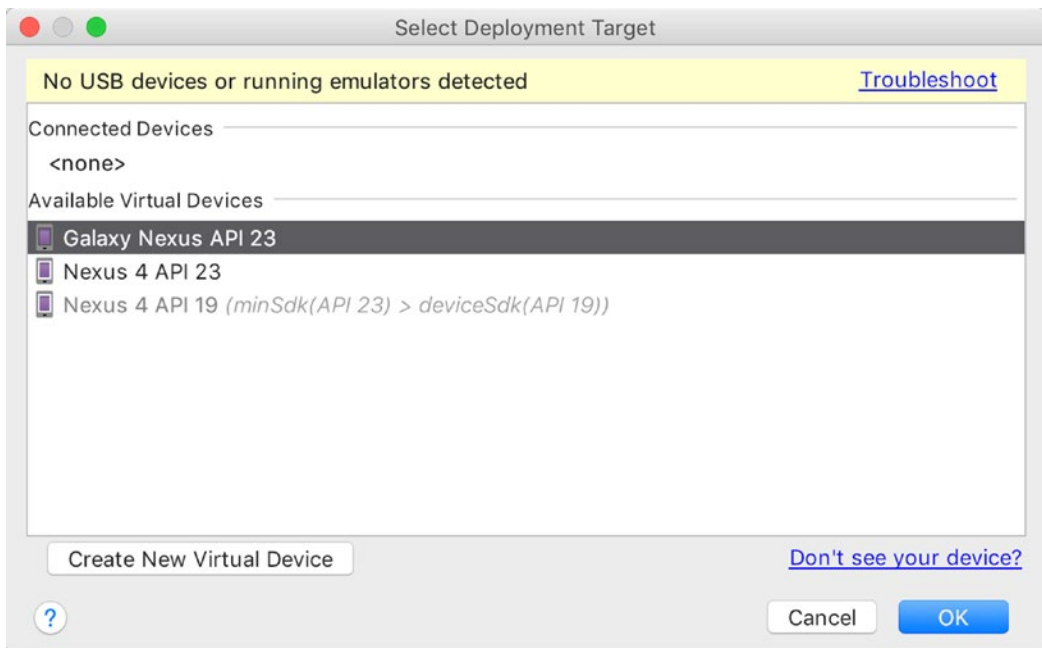 Select Deployment Target
No USB devices or running emulators detected Troubleshoot
Connected Devices
<none>
Available Virtual Devices
Galaxy Nexus API 23
Nexus 4 API 23
Nexus 4 API 19 (minSdk(API 23) > deviceSdk(API 19))
Create New Virtual Device Don't see your device?
? Cancel OK